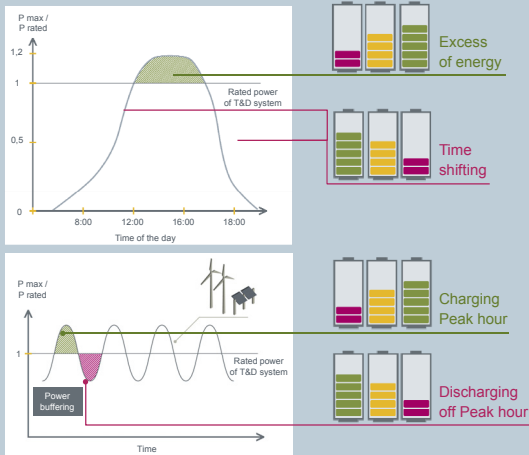 P max /
P rated
1,2
1
0,5
0
8:00
12:00
16:00
18:00
Time of the day
Rated power
of T&D system
Excess
of energy
Time
shifting
P max /
P rated
1
Rated power
of T&D system
Power
buffering
Time
Charging
Peak hour
Discharging
off Peak hour